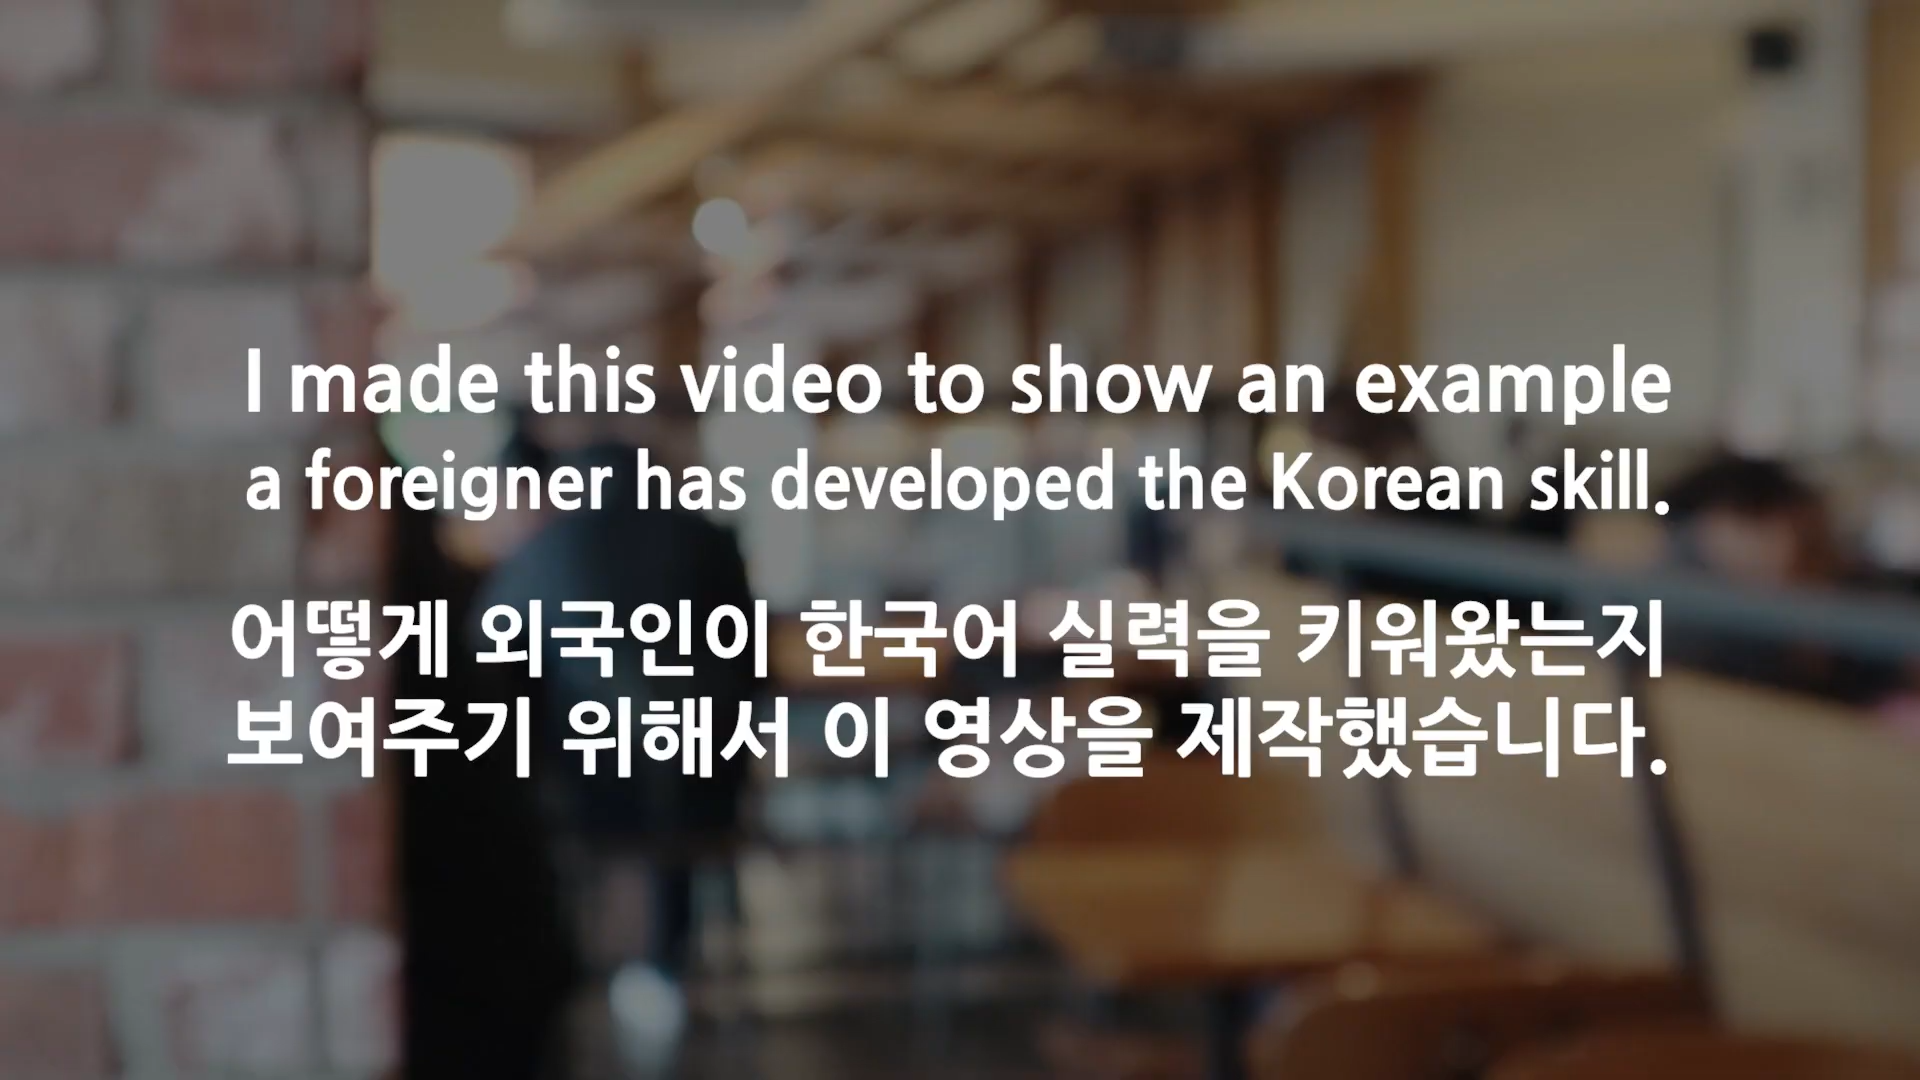 I made this video to show an example
a foreigner has developed the Korean skill.
어떻게 외국인이 한국어 실력을 키워왔는지
보여주기 위해서 이 영상을 제작했습니다.